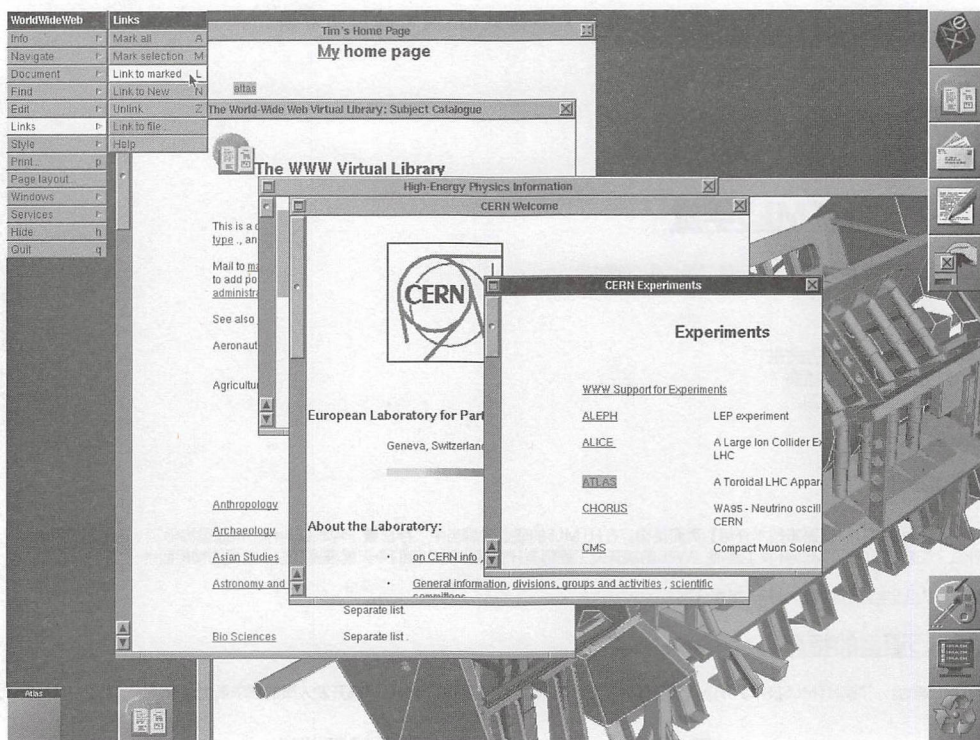 WorldWideWeb
Info
Navigate
Document
Find
Edit
Links
Style
Print... p
Page layout...
Windows
Services
Hide h
Quit q
Links
Mark all A
Mark selection M
Link to marked L
Link to New N
Unlink Z
Link to file...
Help
Tim's Home Page
My home page
atlas
The World-Wide Web Virtual Library: Subject Catalogue
The WWW Virtual Library
This is a
type ., an
Mail to
to add po
administra
See also
Aeronaut
Agricultu
Anthropology
Archaeology
Asian Studies
Astronomy and
Separate list.
Bio Sciences Separate list .
High-Energy Physics Information
CERN Welcome
CERN
European Laboratory for Part
Geneva, Switzerland
About the Laboratory:
on CERN info ,
• General information, divisions, groups and activities , scientific
committees
CERN Experiments
Experiments
WWW Support for Experiments
ALEPH LEP experiment
ALICE A Large Ion Collider Ex
LHC
ATLAS A Toroidal LHC Appara
CHORUS WA95 - Neutrino oscill
CERN
CMS Compact Muon Soleno
Atlas